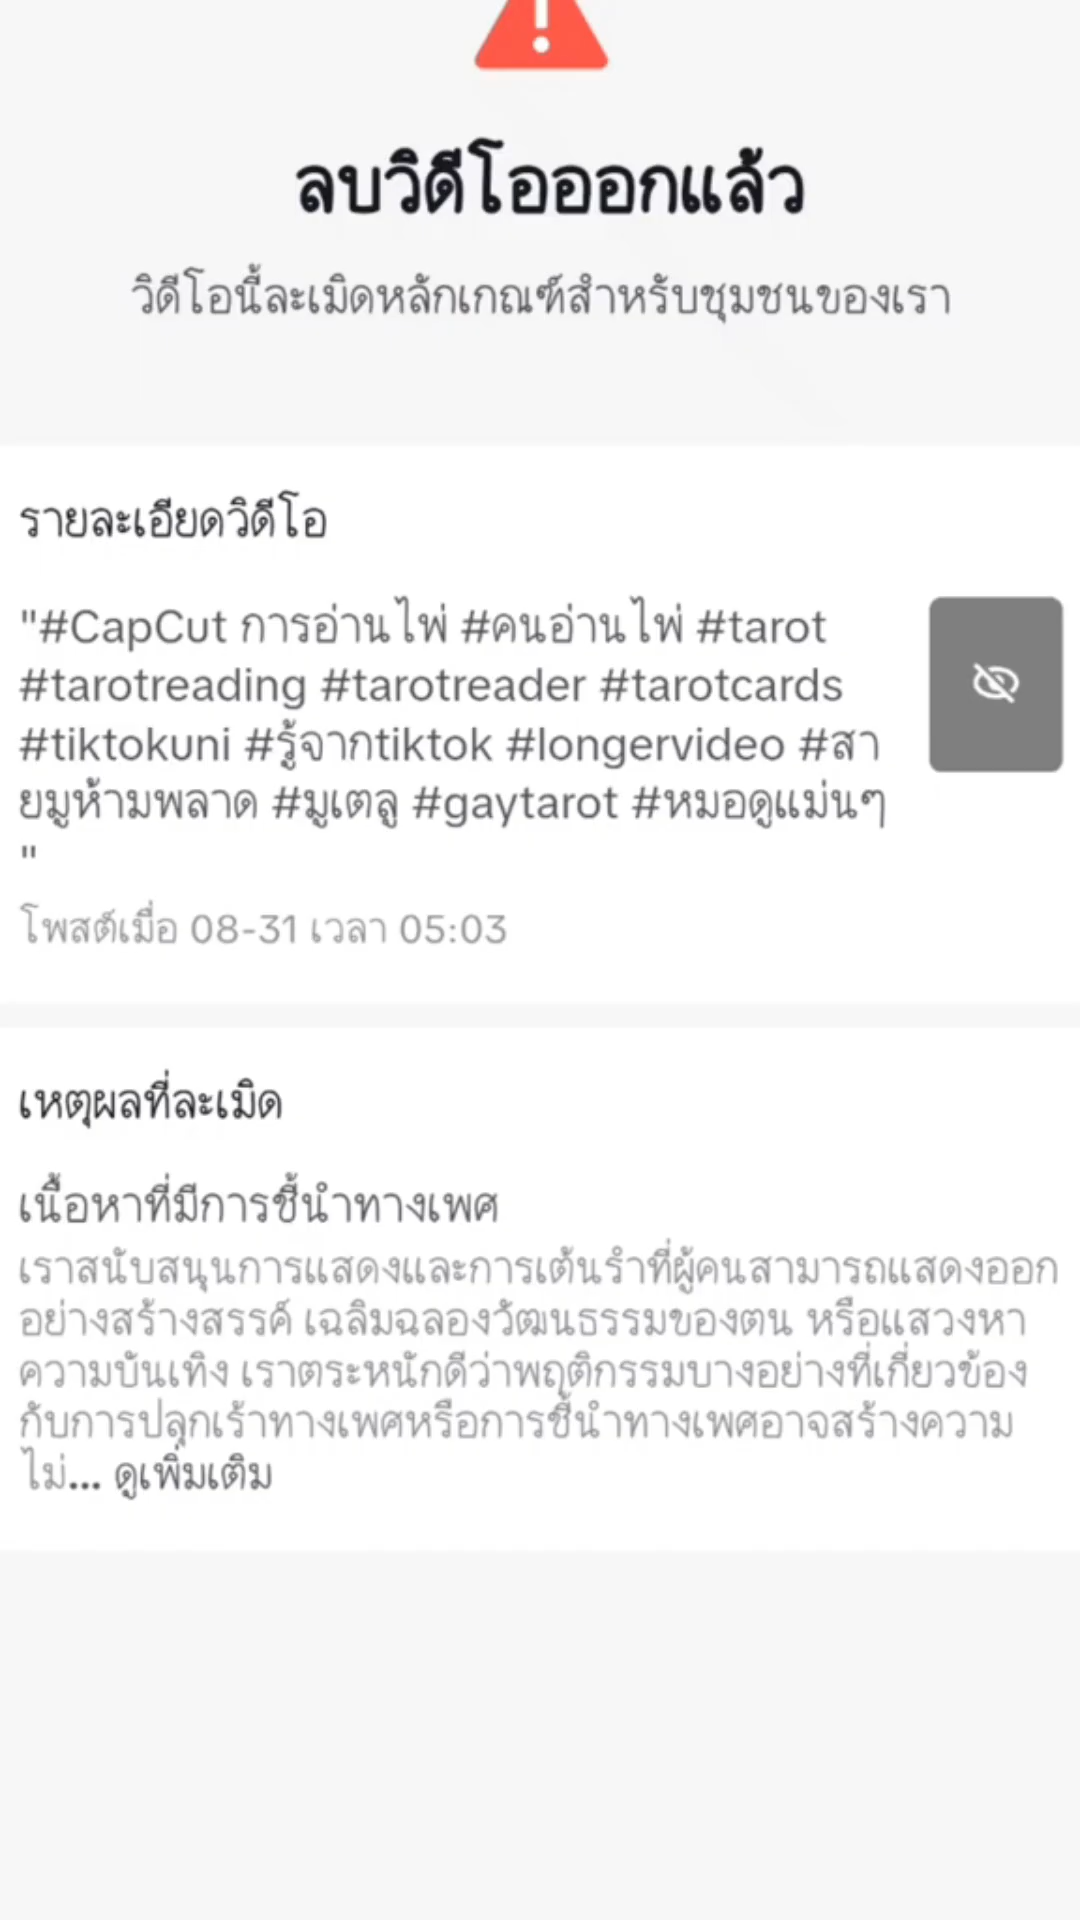 ลบวิดีโอออกแล้ว
วิดีโอนี้ละเมิดหลักเกณฑ์สำหรับชุมชนของเรา
รายละเอียดวิดีโอ
"#CapCut การอ่านไพ่ #คนอ่านไพ่ #tarot
#tarotreading #tarotreader #tarotcards
#tiktokuni #รู้จากtiktok #longervideo #สา
ยมูห้ามพลาด #มูเตลู #gaytarot #หมอดูแม่นๆ
"
โพสต์เมื่อ 08-31 เวลา 05:03
เหตุผลที่ละเมิด
เนื้อหาที่มีการชี้นำทางเพศ
เราสนับสนุนการแสดงและการเต้นรำที่ผู้คนสามารถแสดงออก
อย่างสร้างสรรค์ เฉลิมฉลองวัฒนธรรมของตน หรือแสวงหา
ความบันเทิง เราตระหนักดีว่าพฤติกรรมบางอย่างที่เกี่ยวข้อง
กับการปลุกเร้าทางเพศหรือการชี้นำทางเพศอาจสร้างความ
ไม่... ดูเพิ่มเติม